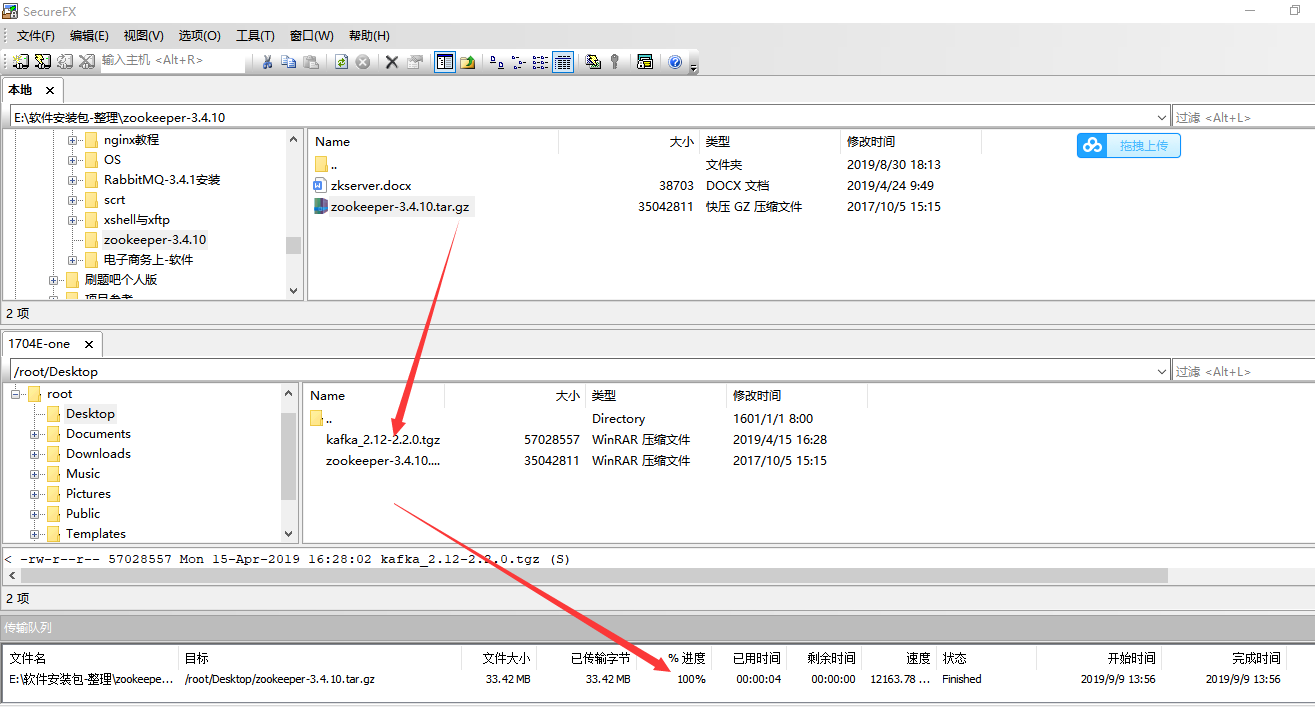 SecureFX
文件(F) 编辑(E) 视图(V) 选项(O) 工具(T) 窗口(W) 帮助(H)
输入主机 <Alt+R>
本地
E:\软件安装包-整理\zookeeper-3.4.10 过滤 <Alt+L>
nginx教程
OS
RabbitMQ-3.4.1安装
scrt
xshell与xftp
zookeeper-3.4.10
电子商务上-软件
刷题吧个人版
项目参考
Name 大小 类型 修改时间
.. 文件夹 2019/8/30 18:13
zkserver.docx 38703 DOCX 文档 2019/4/24 9:49
zookeeper-3.4.10.tar.gz 35042811 快压 GZ 压缩文件 2017/10/5 15:15
拖拽上传
2 项
1704E-one
/root/Desktop 过滤 <Alt+L>
root
Desktop
Documents
Downloads
Music
Pictures
Public
Templates
Name 大小 类型 修改时间
.. Directory 1601/1/1 8:00
kafka_2.12-2.2.0.tgz 57028557 WinRAR 压缩文件 2019/4/15 16:28
zookeeper-3.4.10.... 35042811 WinRAR 压缩文件 2017/10/5 15:15
< -rw-r--r-- 57028557 Mon 15-Apr-2019 16:28:02 kafka_2.12-2.2.0.tgz (S)
2 项
传输队列
文件名 目标 文件大小 已传输字节 % 进度 已用时间 剩余时间 速度 状态 开始时间 完成时间
E:\软件安装包-整理\zookeepe... /root/Desktop/zookeeper-3.4.10.tar.gz 33.42 MB 33.42 MB 100% 00:00:04 00:00:00 12163.78 ... Finished 2019/9/9 13:56 2019/9/9 13:56